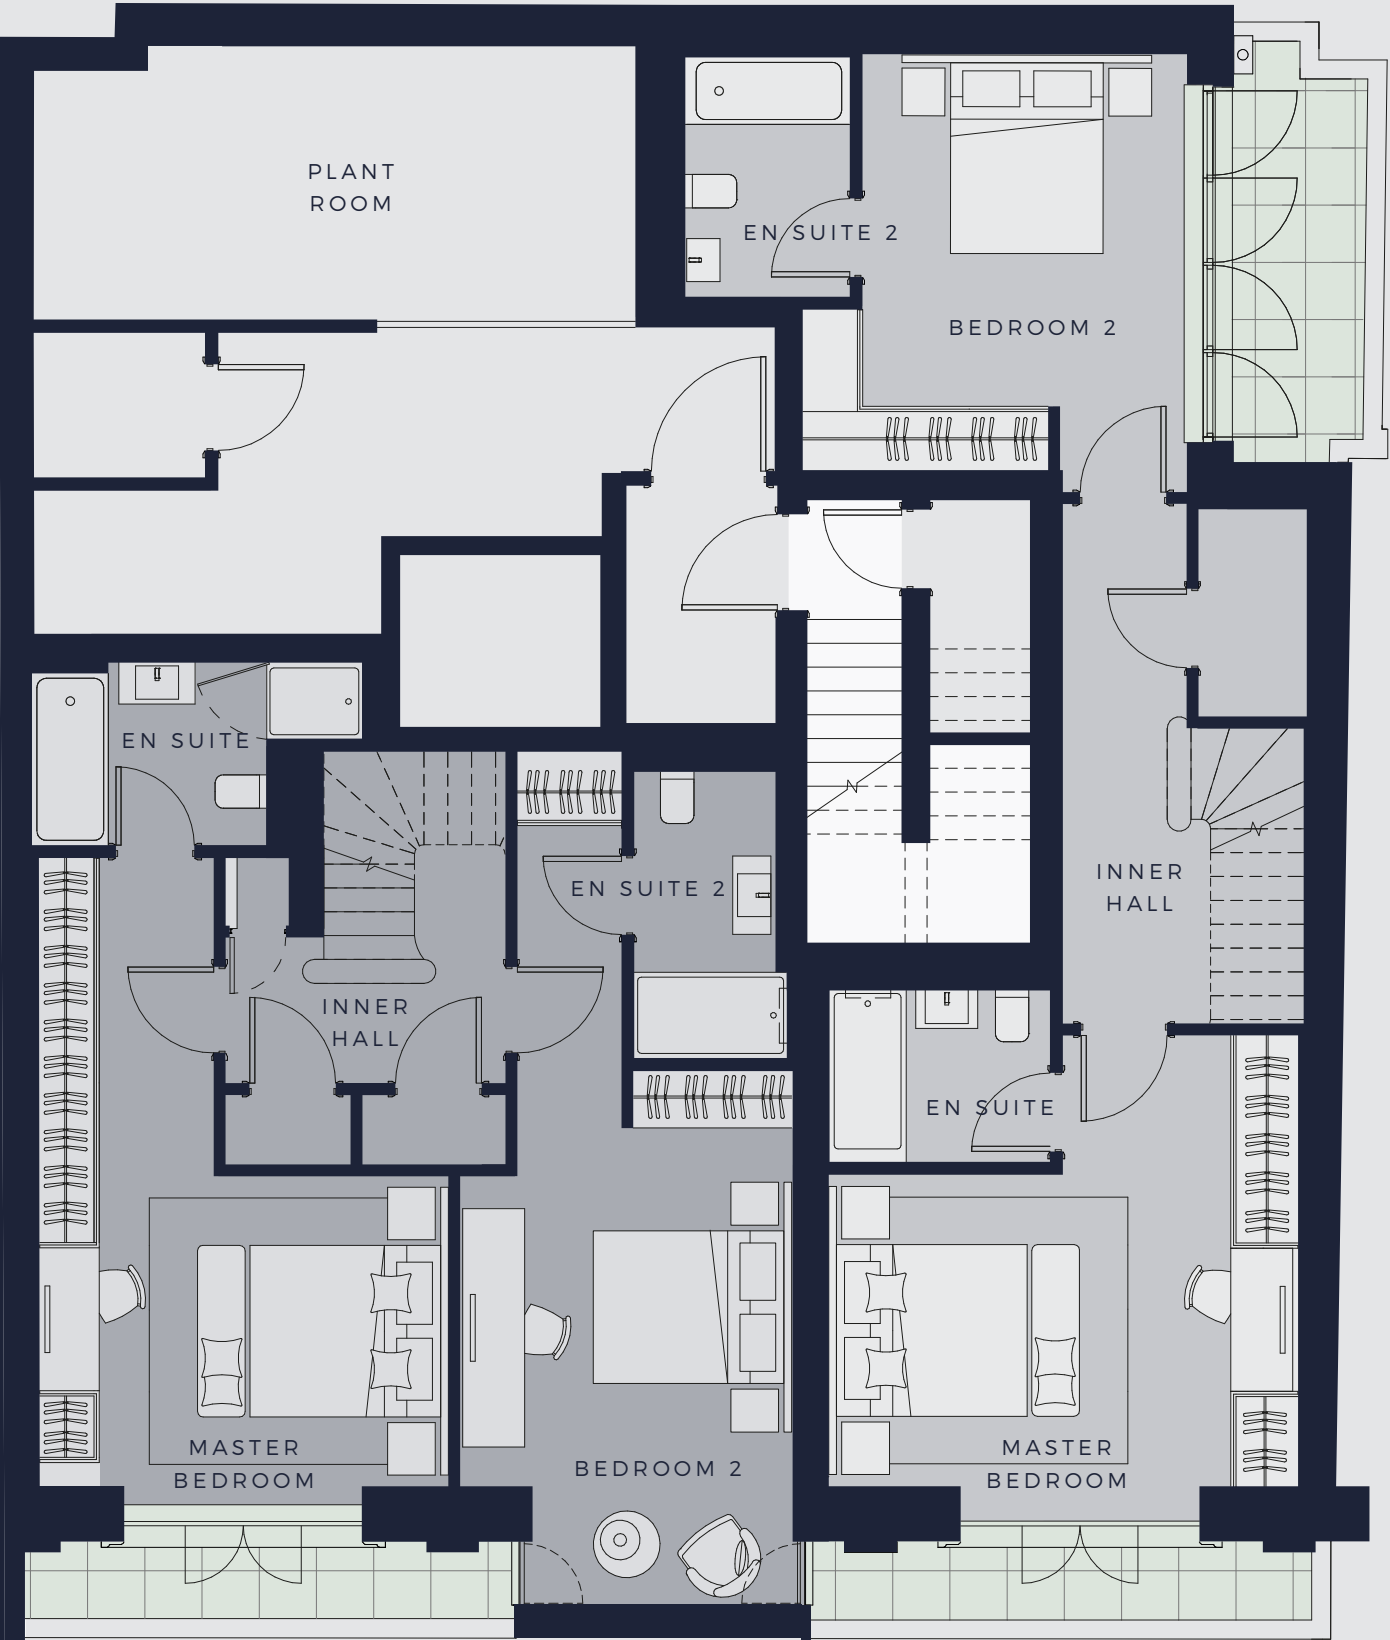 PLANT
ROOM
EN SUITE 2
BEDROOM 2
EN SUITE
EN SUITE 2
INNER
HALL
INNER
HALL
EN SUITE
MASTER
BEDROOM
BEDROOM 2
MASTER
BEDROOM